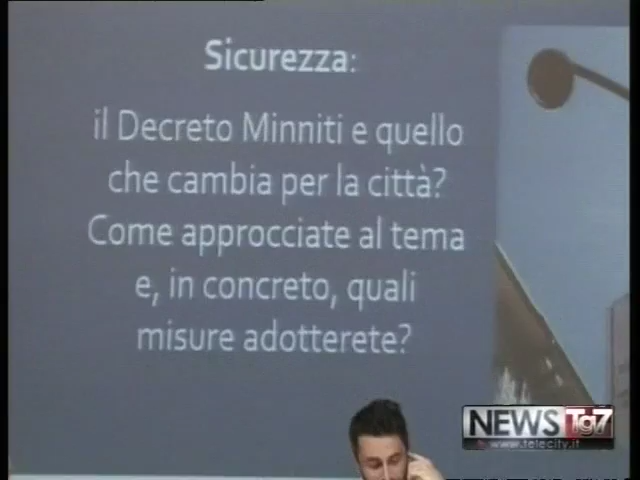 Sicurezza:
il Decreto Minniti e quello
che cambia per la città?
Come approcciate al tema
e, in concreto, quali
misure adotterete?
NEWS Tg7
www.telecity.it